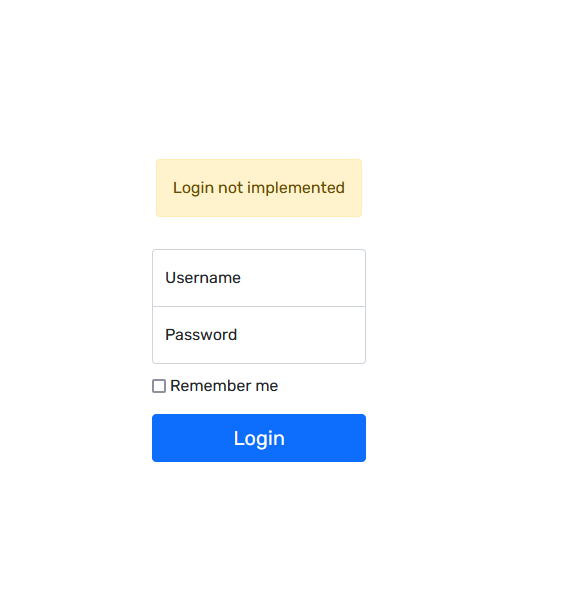 Login not implemented
Username
Password
Remember me
Login